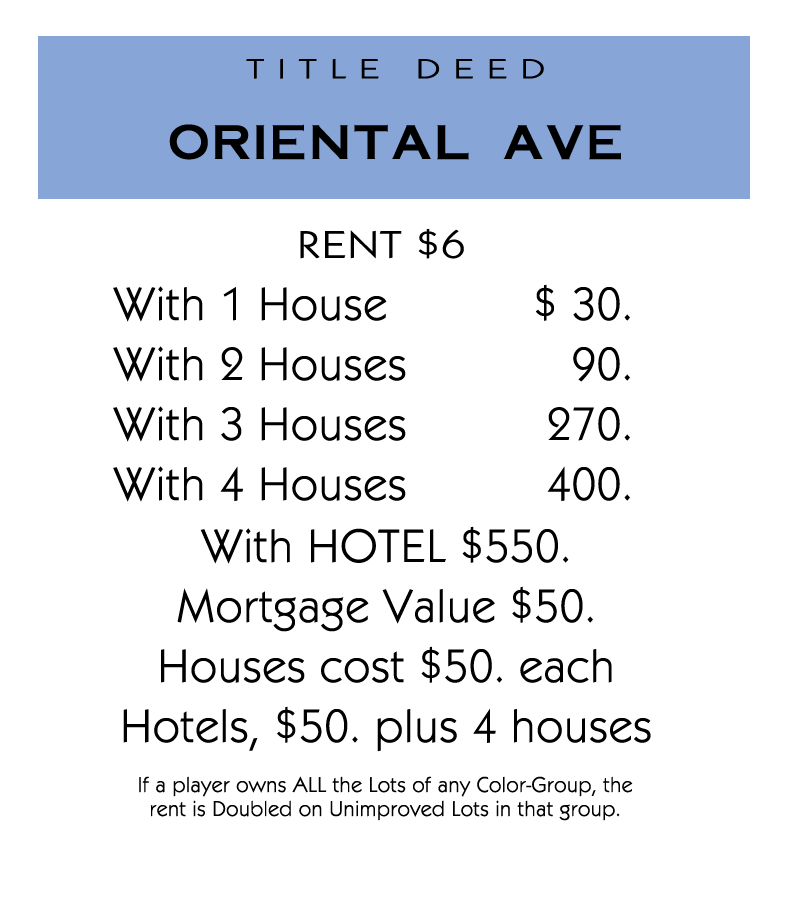 TITLE DEED
ORIENTAL AVE
RENT $6
With 1 House $ 30.
With 2 Houses 90.
With 3 Houses 270.
With 4 Houses 400.
With HOTEL $550.
Mortgage Value $50.
Houses cost $50. each
Hotels, $50. plus 4 houses
If a player owns ALL the Lots of any Color-Group, the
rent is Doubled on Unimproved Lots in that group.